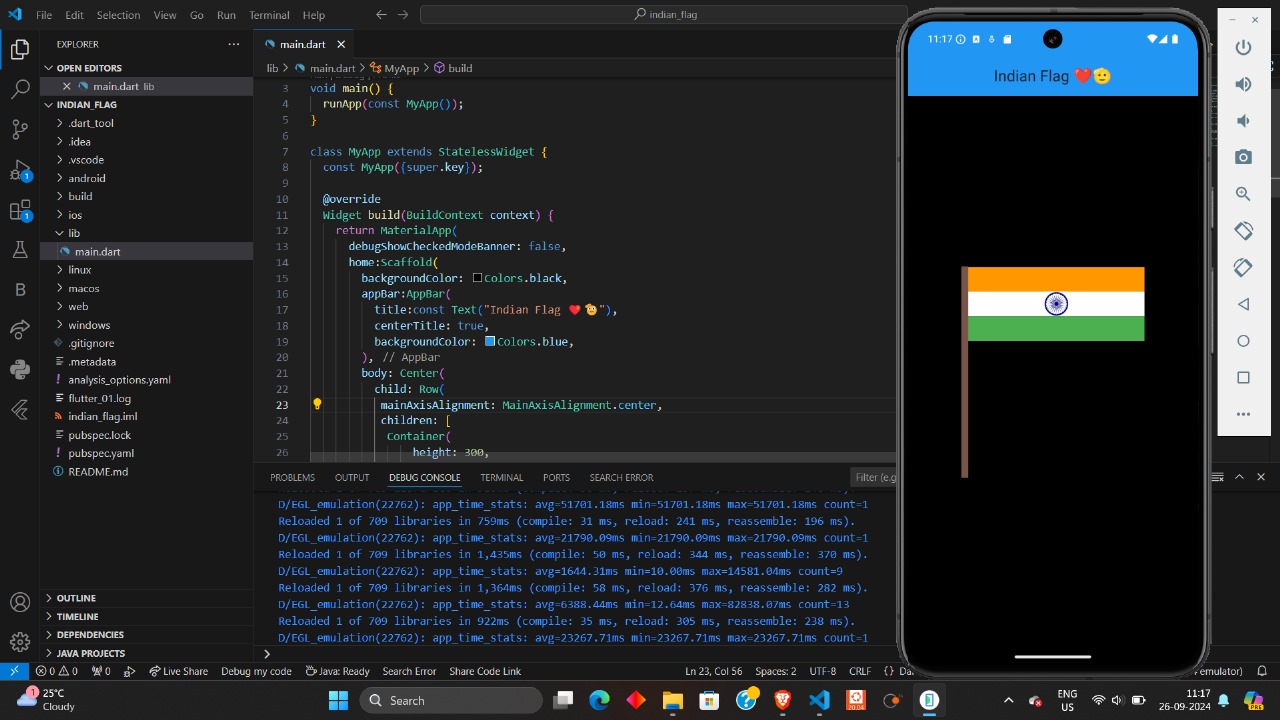 File Edit Selection View Go Run Terminal Help
indian_flag
EXPLORER
OPEN EDITORS
main.dart lib
INDIAN_FLAG
.dart_tool
.idea
.vscode
android
build
ios
lib
main.dart
linux
macos
web
windows
.gitignore
.metadata
analysis_options.yaml
flutter_01.log
indian_flag.iml
pubspec.lock
pubspec.yaml
README.md
OUTLINE
TIMELINE
DEPENDENCIES
JAVA PROJECTS
main.dart
lib > main.dart > MyApp > build
3 void main() {
4 runApp(const MyApp());
5 }
6
7 class MyApp extends StatelessWidget {
8 const MyApp({super.key});
9
10 @override
11 Widget build(BuildContext context) {
12 return MaterialApp(
13 debugShowCheckedModeBanner: false,
14 home:Scaffold(
15 backgroundColor: Colors.black,
16 appBar:AppBar(
17 title:const Text("Indian Flag ❤️🫡"),
18 centerTitle: true,
19 backgroundColor: Colors.blue,
20 ), // AppBar
21 body: Center(
22 child: Row(
23 mainAxisAlignment: MainAxisAlignment.center,
24 children: [
25 Container(
26 height: 300,
PROBLEMS OUTPUT DEBUG CONSOLE TERMINAL PORTS SEARCH ERROR
Filter (e.g
D/EGL_emulation(22762): app_time_stats: avg=51701.18ms min=51701.18ms max=51701.18ms count=1
Reloaded 1 of 709 libraries in 759ms (compile: 31 ms, reload: 241 ms, reassemble: 196 ms).
D/EGL_emulation(22762): app_time_stats: avg=21790.09ms min=21790.09ms max=21790.09ms count=1
Reloaded 1 of 709 libraries in 1,435ms (compile: 50 ms, reload: 344 ms, reassemble: 370 ms).
D/EGL_emulation(22762): app_time_stats: avg=1644.31ms min=10.00ms max=14581.04ms count=9
Reloaded 1 of 709 libraries in 1,364ms (compile: 58 ms, reload: 376 ms, reassemble: 282 ms).
D/EGL_emulation(22762): app_time_stats: avg=6388.44ms min=12.64ms max=82838.07ms count=13
Reloaded 1 of 709 libraries in 922ms (compile: 35 ms, reload: 305 ms, reassemble: 238 ms).
D/EGL_emulation(22762): app_time_stats: avg=23267.71ms min=23267.71ms max=23267.71ms count=1
11:17
Indian Flag ❤️🫡
0 0 0 Live Share Debug my code Java: Ready Search Error Share Code Link
Ln 23, Col 56 Spaces: 2 UTF-8 CRLF {} Da
emulator)
1
25°C
Cloudy
Search
ENG
US
11:17
26-09-2024